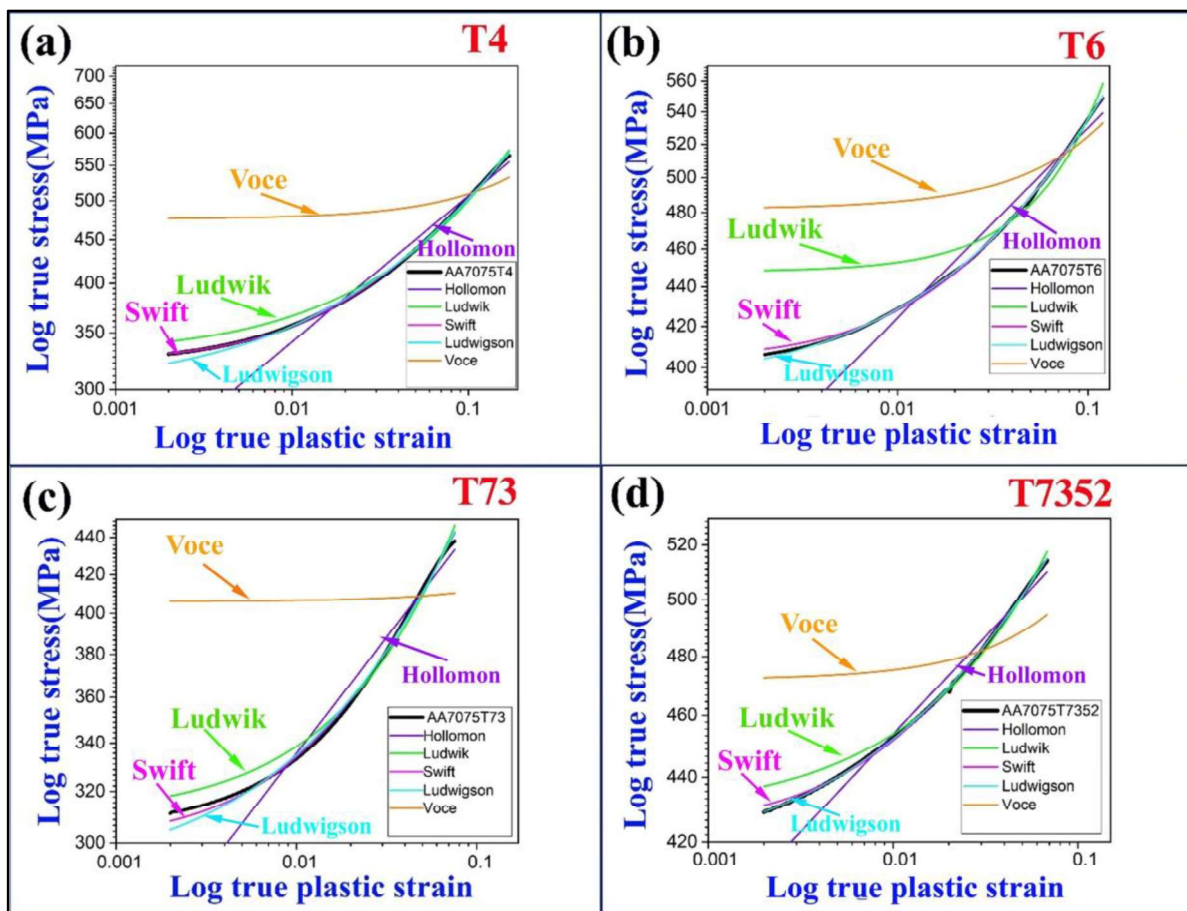 (a)
T4
Log true stress(MPa)
700
650
600
550
500
450
400
350
300
Voce
Hollomon
Ludwik
Swift
Ludwigson
AA7075T4
Hollomon
Ludwik
Swift
Ludwigson
Voce
0.001
0.01
0.1
Log true plastic strain
(b)
T6
Log true stress(MPa)
560
540
520
500
480
460
440
420
400
Voce
Hollomon
Ludwik
Swift
Ludwigson
AA7075T6
Hollomon
Ludwik
Swift
Ludwigson
Voce
0.001
0.01
0.1
Log true plastic strain
(c)
T73
Log true stress(MPa)
440
420
400
380
360
340
320
300
Voce
Hollomon
Ludwik
Swift
Ludwigson
AA7075T73
Hollomon
Ludwik
Swift
Ludwigson
Voce
0.001
0.01
0.1
Log true plastic strain
(d)
T7352
Log true stress(MPa)
520
500
480
460
440
420
Voce
Hollomon
Ludwik
Swift
Ludwigson
AA7075T7352
Hollomon
Ludwik
Swift
Ludwigson
Voce
0.001
0.01
0.1
Log true plastic strain